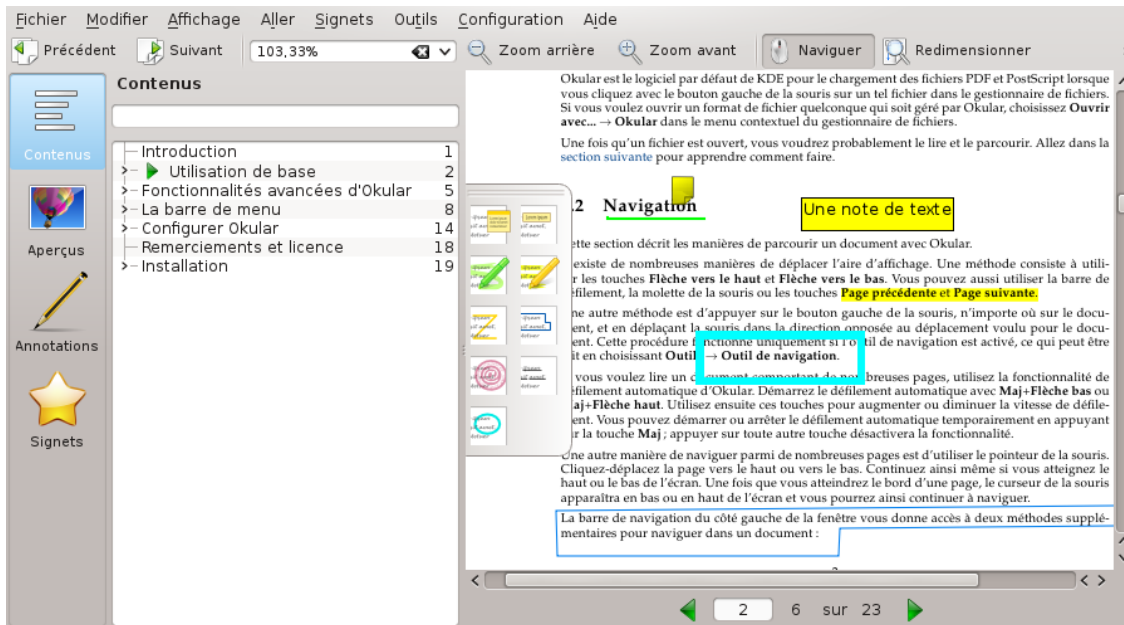 Fichier Modifier Affichage Aller Signets Outils Configuration Aide
Précédent Suivant 103,33% Zoom arrière Zoom avant Naviguer Redimensionner
Contenus
Contenus
Aperçus
Annotations
Signets
Introduction 1
Utilisation de base 2
Fonctionnalités avancées d'Okular 5
La barre de menu 8
Configurer Okular 14
Remerciements et licence 18
Installation 19
Okular est le logiciel par défaut de KDE pour le chargement des fichiers PDF et PostScript lorsque
vous cliquez avec le bouton gauche de la souris sur un tel fichier dans le gestionnaire de fichiers.
Si vous voulez ouvrir un format de fichier quelconque qui soit géré par Okular, choisissez Ouvrir
avec... → Okular dans le menu contextuel du gestionnaire de fichiers.
Une fois qu'un fichier est ouvert, vous voudrez probablement le lire et le parcourir. Allez dans la
section suivante pour apprendre comment faire.
.2 Navigation
Une note de texte
ette section décrit les manières de parcourir un document avec Okular.
existe de nombreuses manières de déplacer l'aire d'affichage. Une méthode consiste à utili-
r les touches Flèche vers le haut et Flèche vers le bas. Vous pouvez aussi utiliser la barre de
éfilement, la molette de la souris ou les touches Page précédente et Page suivante.
ne autre méthode est d'appuyer sur le bouton gauche de la souris, n'importe où sur le docu-
ent, et en déplaçant la souris dans la direction opposée au déplacement voulu pour le docu-
ent. Cette procédure fonctionne uniquement si l'outil de navigation est activé, ce qui peut être
it en choisissant Outils → Outil de navigation.
vous voulez lire un document comportant de nombreuses pages, utilisez la fonctionnalité de
éfilement automatique d'Okular. Démarrez le défilement automatique avec Maj+Flèche bas ou
aj+Flèche haut. Utilisez ensuite ces touches pour augmenter ou diminuer la vitesse de défile-
ent. Vous pouvez démarrer ou arrêter le défilement automatique temporairement en appuyant
r la touche Maj ; appuyer sur toute autre touche désactivera la fonctionnalité.
Une autre manière de naviguer parmi de nombreuses pages est d'utiliser le pointeur de la souris.
Cliquez-déplacez la page vers le haut ou vers le bas. Continuez ainsi même si vous atteignez le
haut ou le bas de l'écran. Une fois que vous atteindrez le bord d'une page, le curseur de la souris
apparaîtra en bas ou en haut de l'écran et vous pourrez ainsi continuer à naviguer.
La barre de navigation du côté gauche de la fenêtre vous donne accès à deux méthodes supplé-
mentaires pour naviguer dans un document :
2 6 sur 23